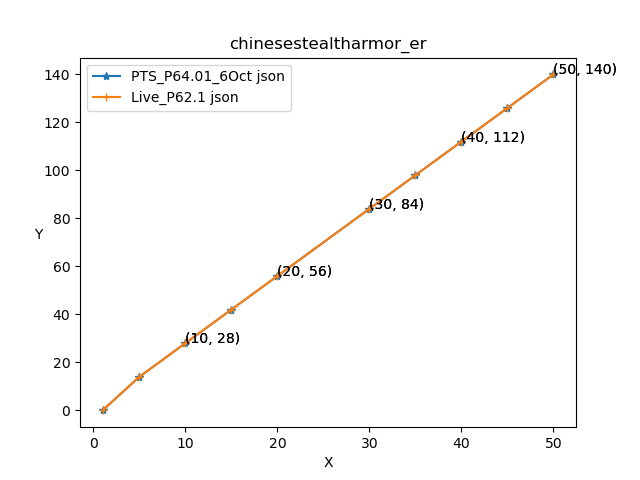 chinesestealtharmor_er
PTS_P64.01_6Oct json
Live_P62.1 json
(50, 140)
(40, 112)
(30, 84)
(20, 56)
(10, 28)
140
120
100
80
60
40
20
0
Y
0 10 20 30 40 50
X